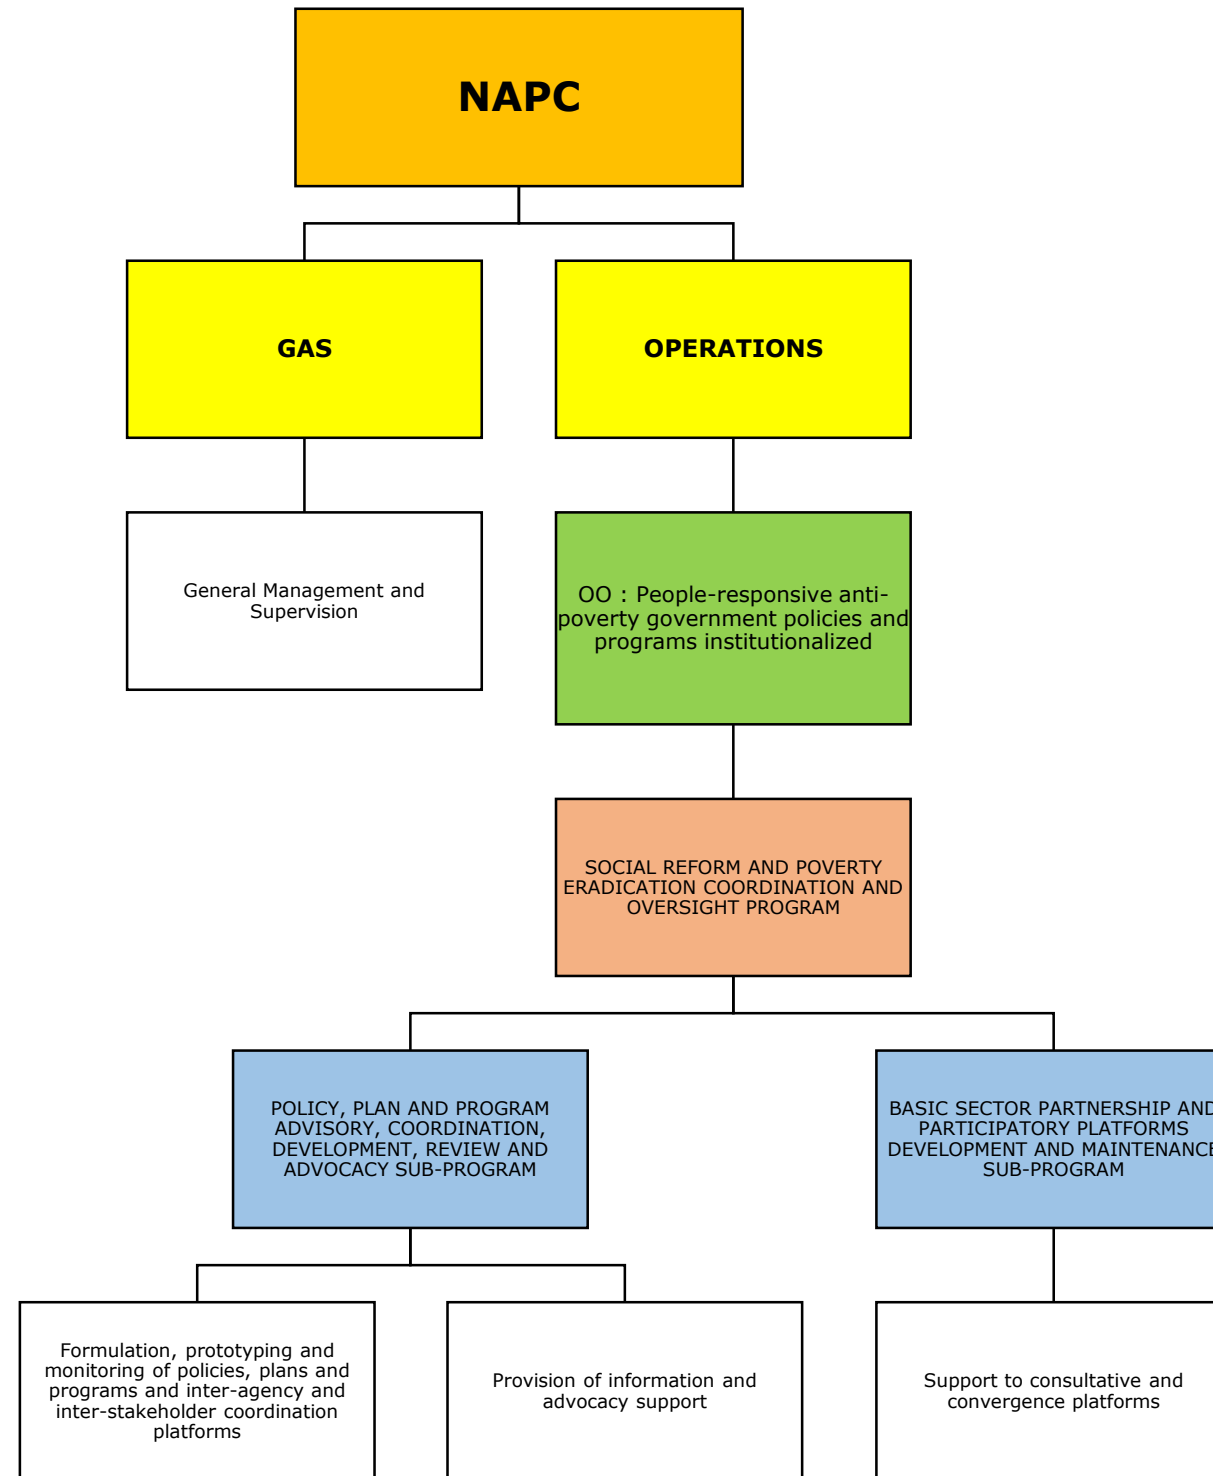 NAPC
GAS
OPERATIONS
General Management and
Supervision
OO : People-responsive anti-
poverty government policies and
programs institutionalized
SOCIAL REFORM AND POVERTY
ERADICATION COORDINATION AND
OVERSIGHT PROGRAM
POLICY, PLAN AND PROGRAM
ADVISORY, COORDINATION,
DEVELOPMENT, REVIEW AND
ADVOCACY SUB-PROGRAM
BASIC SECTOR PARTNERSHIP AND
PARTICIPATORY PLATFORMS
DEVELOPMENT AND MAINTENANCE
SUB-PROGRAM
Formulation, prototyping and
monitoring of policies, plans and
programs and inter-agency and
inter-stakeholder coordination
platforms
Provision of information and
advocacy support
Support to consultative and
convergence platforms